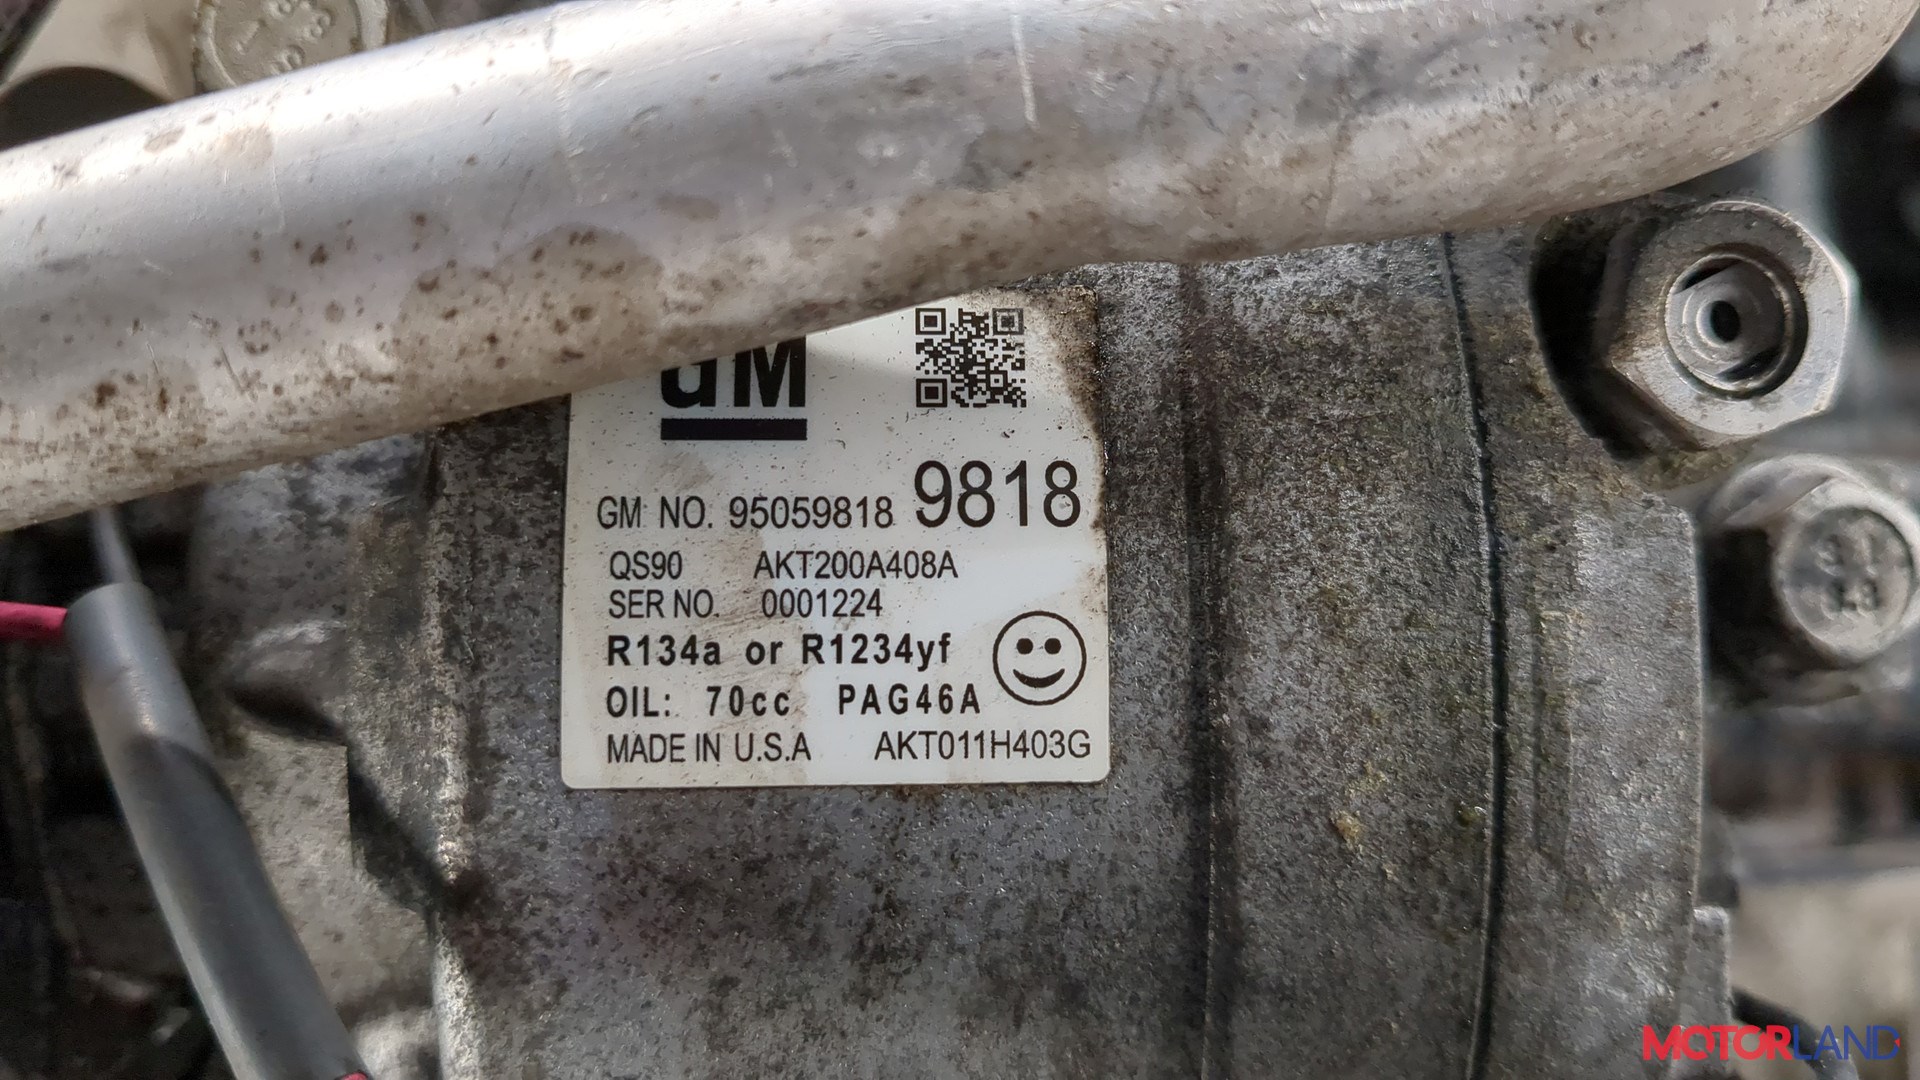 GM
GM NO. 95059818 9818
QS90 AKT200A408A
SER NO. 0001224
R134a or R1234yf
OIL: 70cc PAG46A
MADE IN U.S.A AKT011H403G
MOTORLAND